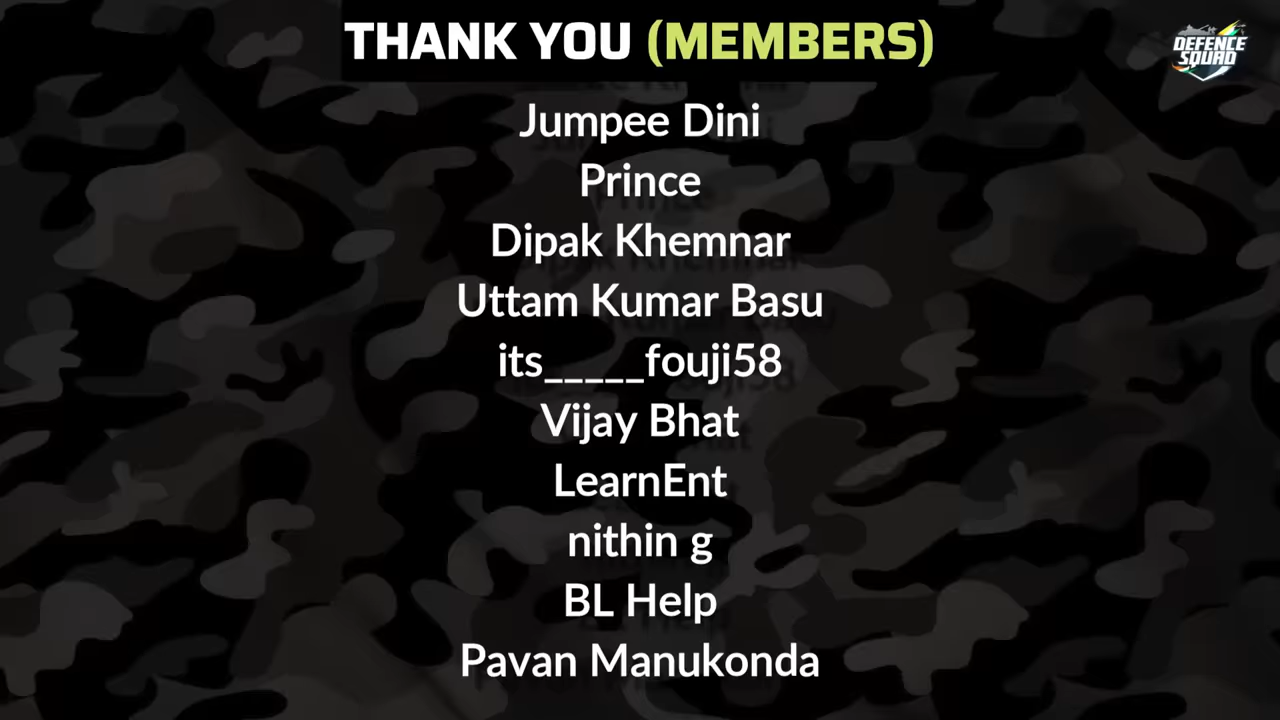 THANK YOU (MEMBERS)
DEFENCE
SQUAD
Jumpee Dini
Prince
Dipak Khemnar
Uttam Kumar Basu
its_____fouji58
Vijay Bhat
LearnEnt
nithin g
BL Help
Pavan Manukonda